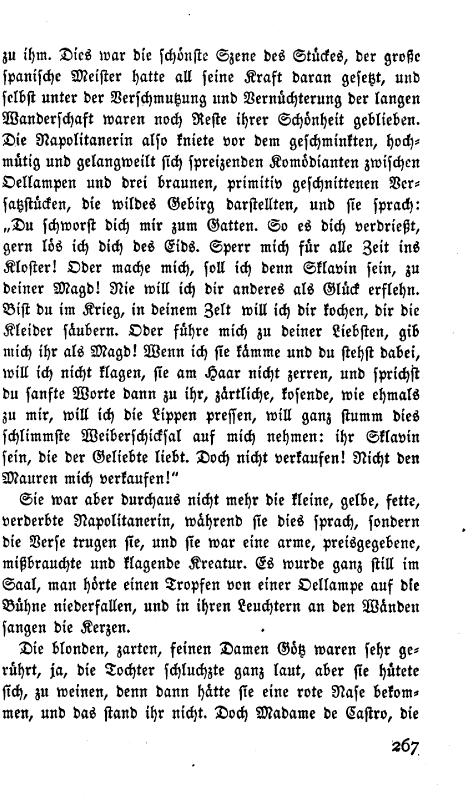 zu ihm. Dies war die schönste Szene des Stückes, der große
spanische Meister hatte all seine Kraft daran gesetzt, und
selbst unter der Verschmutzung und Vernüchterung der langen
Wanderschaft waren noch Reste ihrer Schönheit geblieben.
Die Napolitanerin also kniete vor dem geschminkten, hoch-
mütig und gelangweilt sich spreizenden Komödianten zwischen
Oellampen und drei braunen, primitiv geschnittenen Ver-
satzstücken, die wildes Gebirg darstellten, und sie sprach:
„Du schworst dich mir zum Gatten. So es dich verdrießt,
gern lös ich dich des Eids. Sperr mich für alle Zeit ins
Kloster! Oder mache mich, soll ich denn Sklavin sein, zu
deiner Magd! Nie will ich dir anderes als Glück erflehn.
Bist du im Krieg, in deinem Zelt will ich dir kochen, dir die
Kleider säubern. Oder führe mich zu deiner Liebsten, gib
mich ihr als Magd! Wenn ich sie kämme und du stehst dabei,
will ich nicht klagen, sie am Haar nicht zerren, und sprichst
du sanfte Worte dann zu ihr, zärtliche, kosende, wie ehmals
zu mir, will ich die Lippen pressen, will ganz stumm dies
schlimmste Weiberschicksal auf mich nehmen: ihr Sklavin
sein, die der Geliebte liebt. Doch nicht verkaufen! Nicht den
Mauren mich verkaufen!“
Sie war aber durchaus nicht mehr die kleine, gelbe, fette,
verderbte Napolitanerin, während sie dies sprach, sondern
die Verse trugen sie, und sie war eine arme, preisgegebene,
mißbrauchte und klagende Kreatur. Es wurde ganz still im
Saal, man hörte einen Tropfen von einer Oellampe auf die
Bühne niederfallen, und in ihren Leuchtern an den Wänden
sangen die Kerzen.
Die blonden, zarten, feinen Damen Götz waren sehr ge-
rührt, ja, die Tochter schluchzte ganz laut, aber sie hütete
sich, zu weinen, denn dann hätte sie eine rote Nase bekom-
men, und das stand ihr nicht. Doch Madame de Castro, die
267